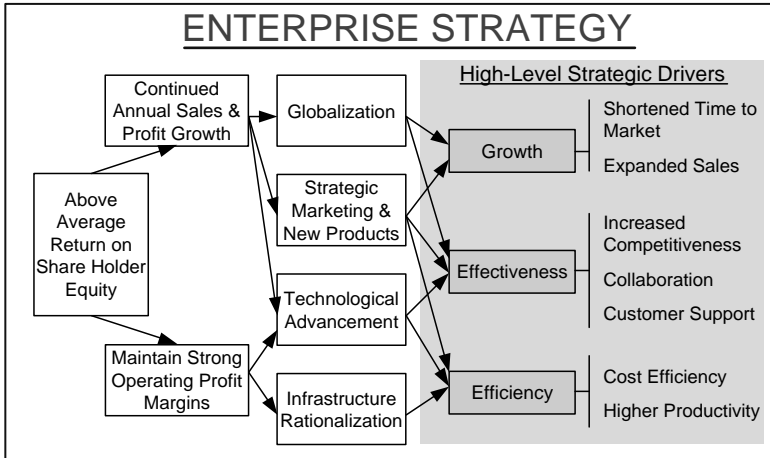 ENTERPRISE STRATEGY
Above
Average
Return on
Share Holder
Equity
Continued
Annual Sales &
Profit Growth
Maintain Strong
Operating Profit
Margins
Globalization
Strategic
Marketing &
New Products
Technological
Advancement
Infrastructure
Rationalization
High-Level Strategic Drivers
Growth
Shortened Time to
Market
Expanded Sales
Effectiveness
Increased
Competitiveness
Collaboration
Customer Support
Efficiency
Cost Efficiency
Higher Productivity